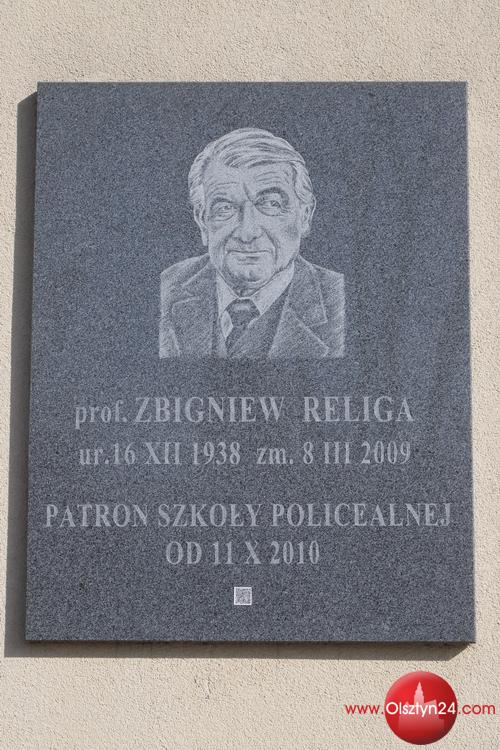 prof. ZBIGNIEW RELIGA
ur.16 XII 1938 zm. 8 III 2009
PATRON SZKOŁY POLICEALNEJ
OD 11 X 2010
www.Olsztyn24.com